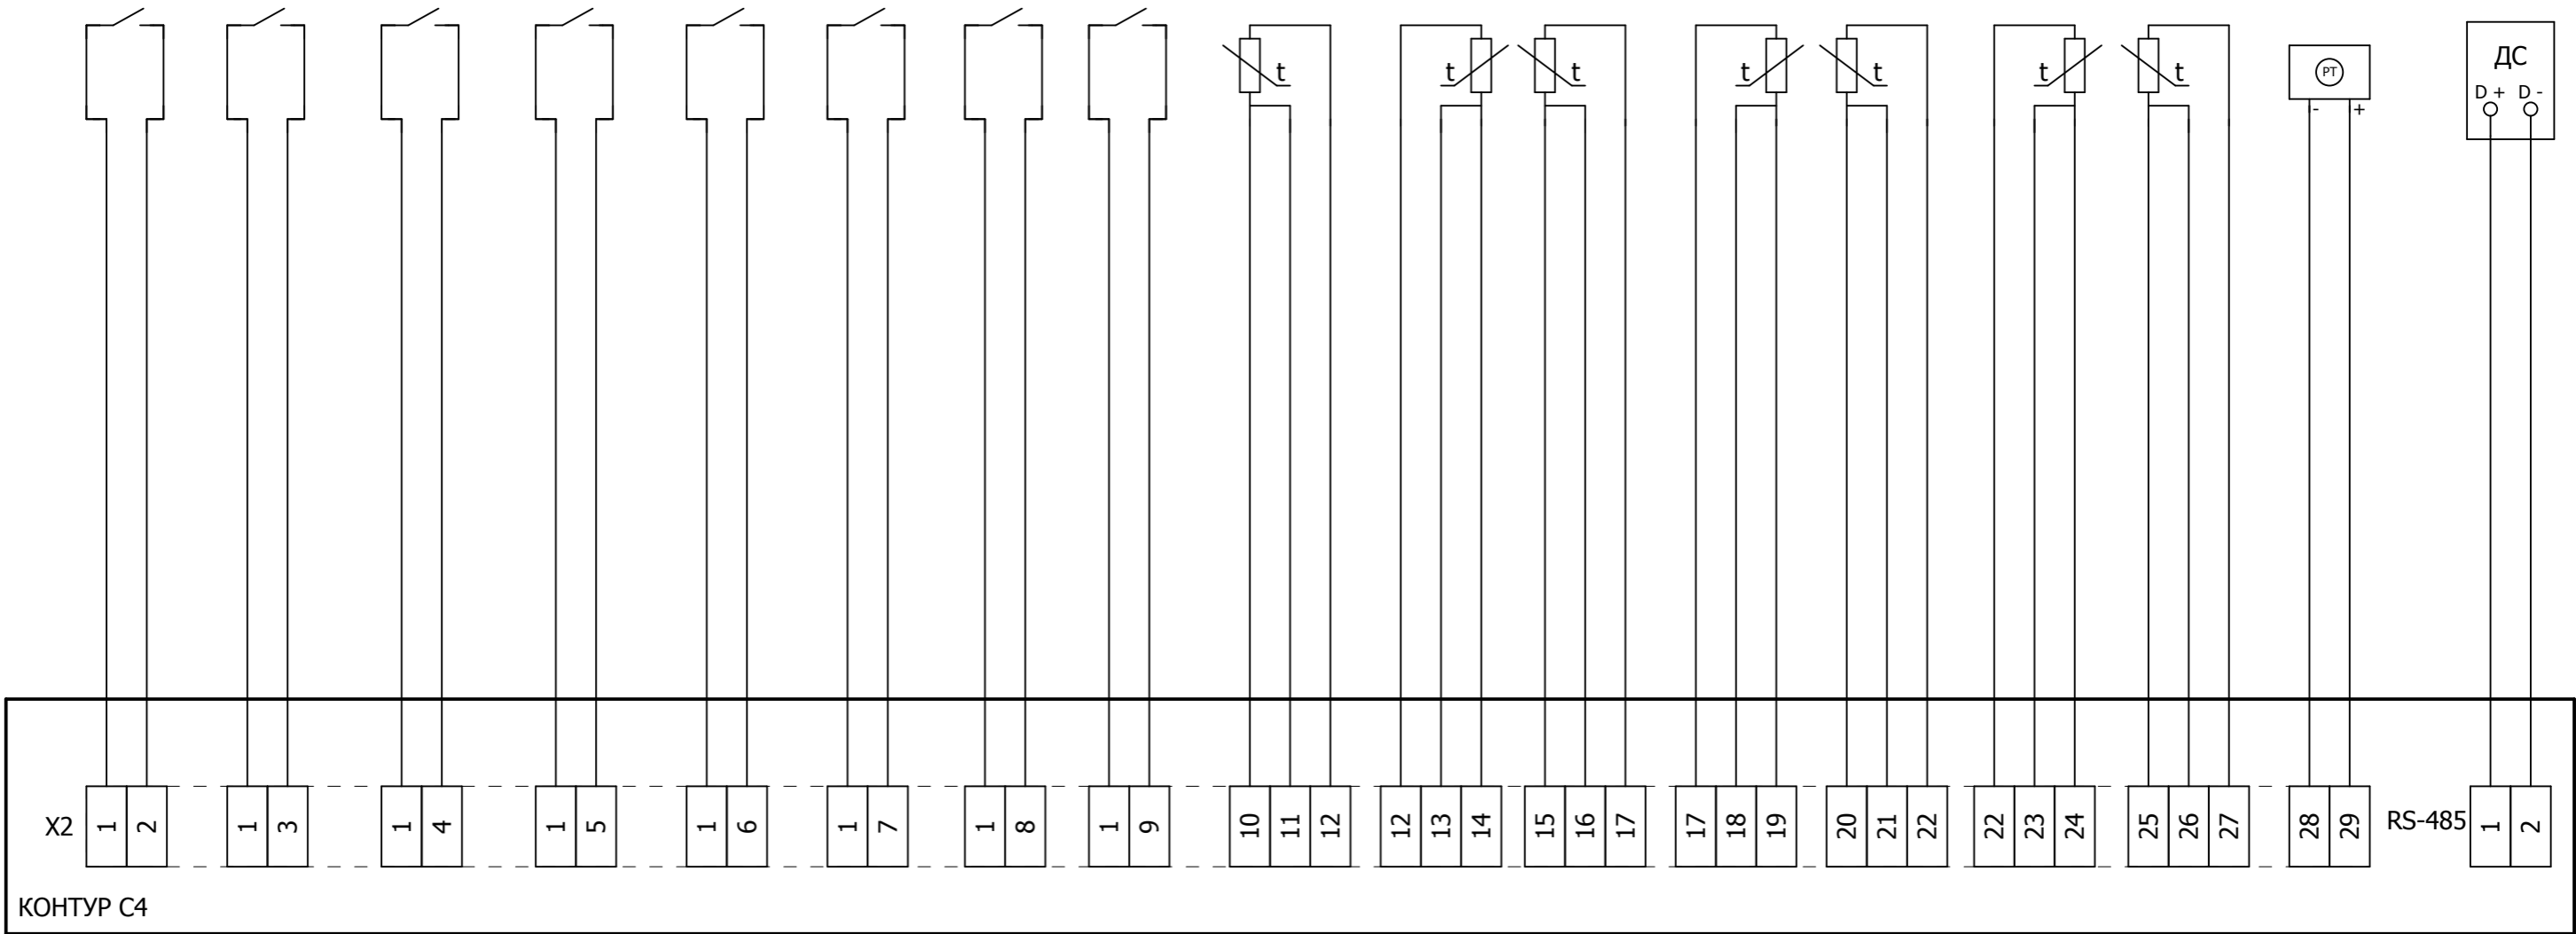 t t t t t t t PT ДС
D + D -
- +
X2 1 2 1 3 1 4 1 5 1 6 1 7 1 8 1 9 10 11 12 12 13 14 15 16 17 17 18 19 20 21 22 22 23 24 25 26 27 28 29 RS-485 1 2
КОНТУР С4